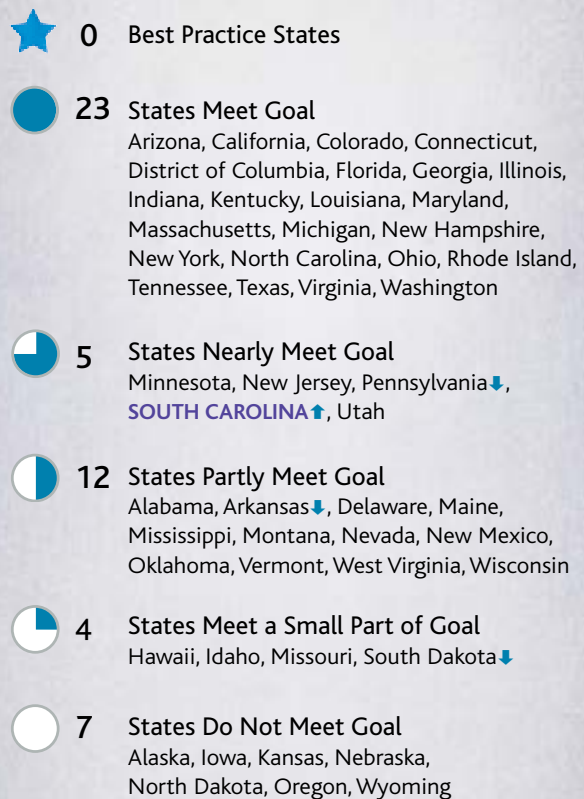 0 Best Practice States
23 States Meet Goal
Arizona, California, Colorado, Connecticut,
District of Columbia, Florida, Georgia, Illinois,
Indiana, Kentucky, Louisiana, Maryland,
Massachusetts, Michigan, New Hampshire,
New York, North Carolina, Ohio, Rhode Island,
Tennessee, Texas, Virginia, Washington
5 States Nearly Meet Goal
Minnesota, New Jersey, Pennsylvania⬇,
SOUTH CAROLINA⬆, Utah
12 States Partly Meet Goal
Alabama, Arkansas⬇, Delaware, Maine,
Mississippi, Montana, Nevada, New Mexico,
Oklahoma, Vermont, West Virginia, Wisconsin
4 States Meet a Small Part of Goal
Hawaii, Idaho, Missouri, South Dakota⬇
7 States Do Not Meet Goal
Alaska, Iowa, Kansas, Nebraska,
North Dakota, Oregon, Wyoming